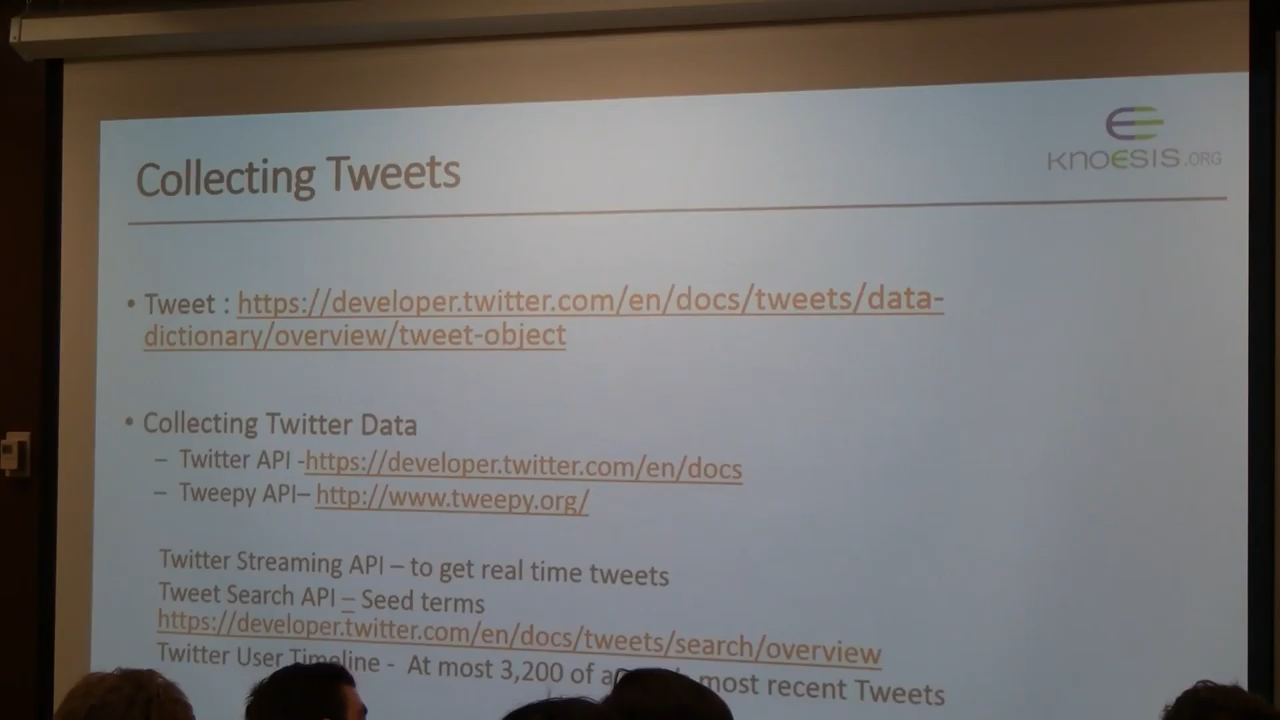 KNOESIS.ORG
Collecting Tweets
• Tweet : https://developer.twitter.com/en/docs/tweets/data-
dictionary/overview/tweet-object
• Collecting Twitter Data
– Twitter API -https://developer.twitter.com/en/docs
– Tweepy API– http://www.tweepy.org/
Twitter Streaming API – to get real time tweets
Tweet Search API – Seed terms
https://developer.twitter.com/en/docs/tweets/search/overview
Twitter User Timeline - At most 3,200 of most recent Tweets